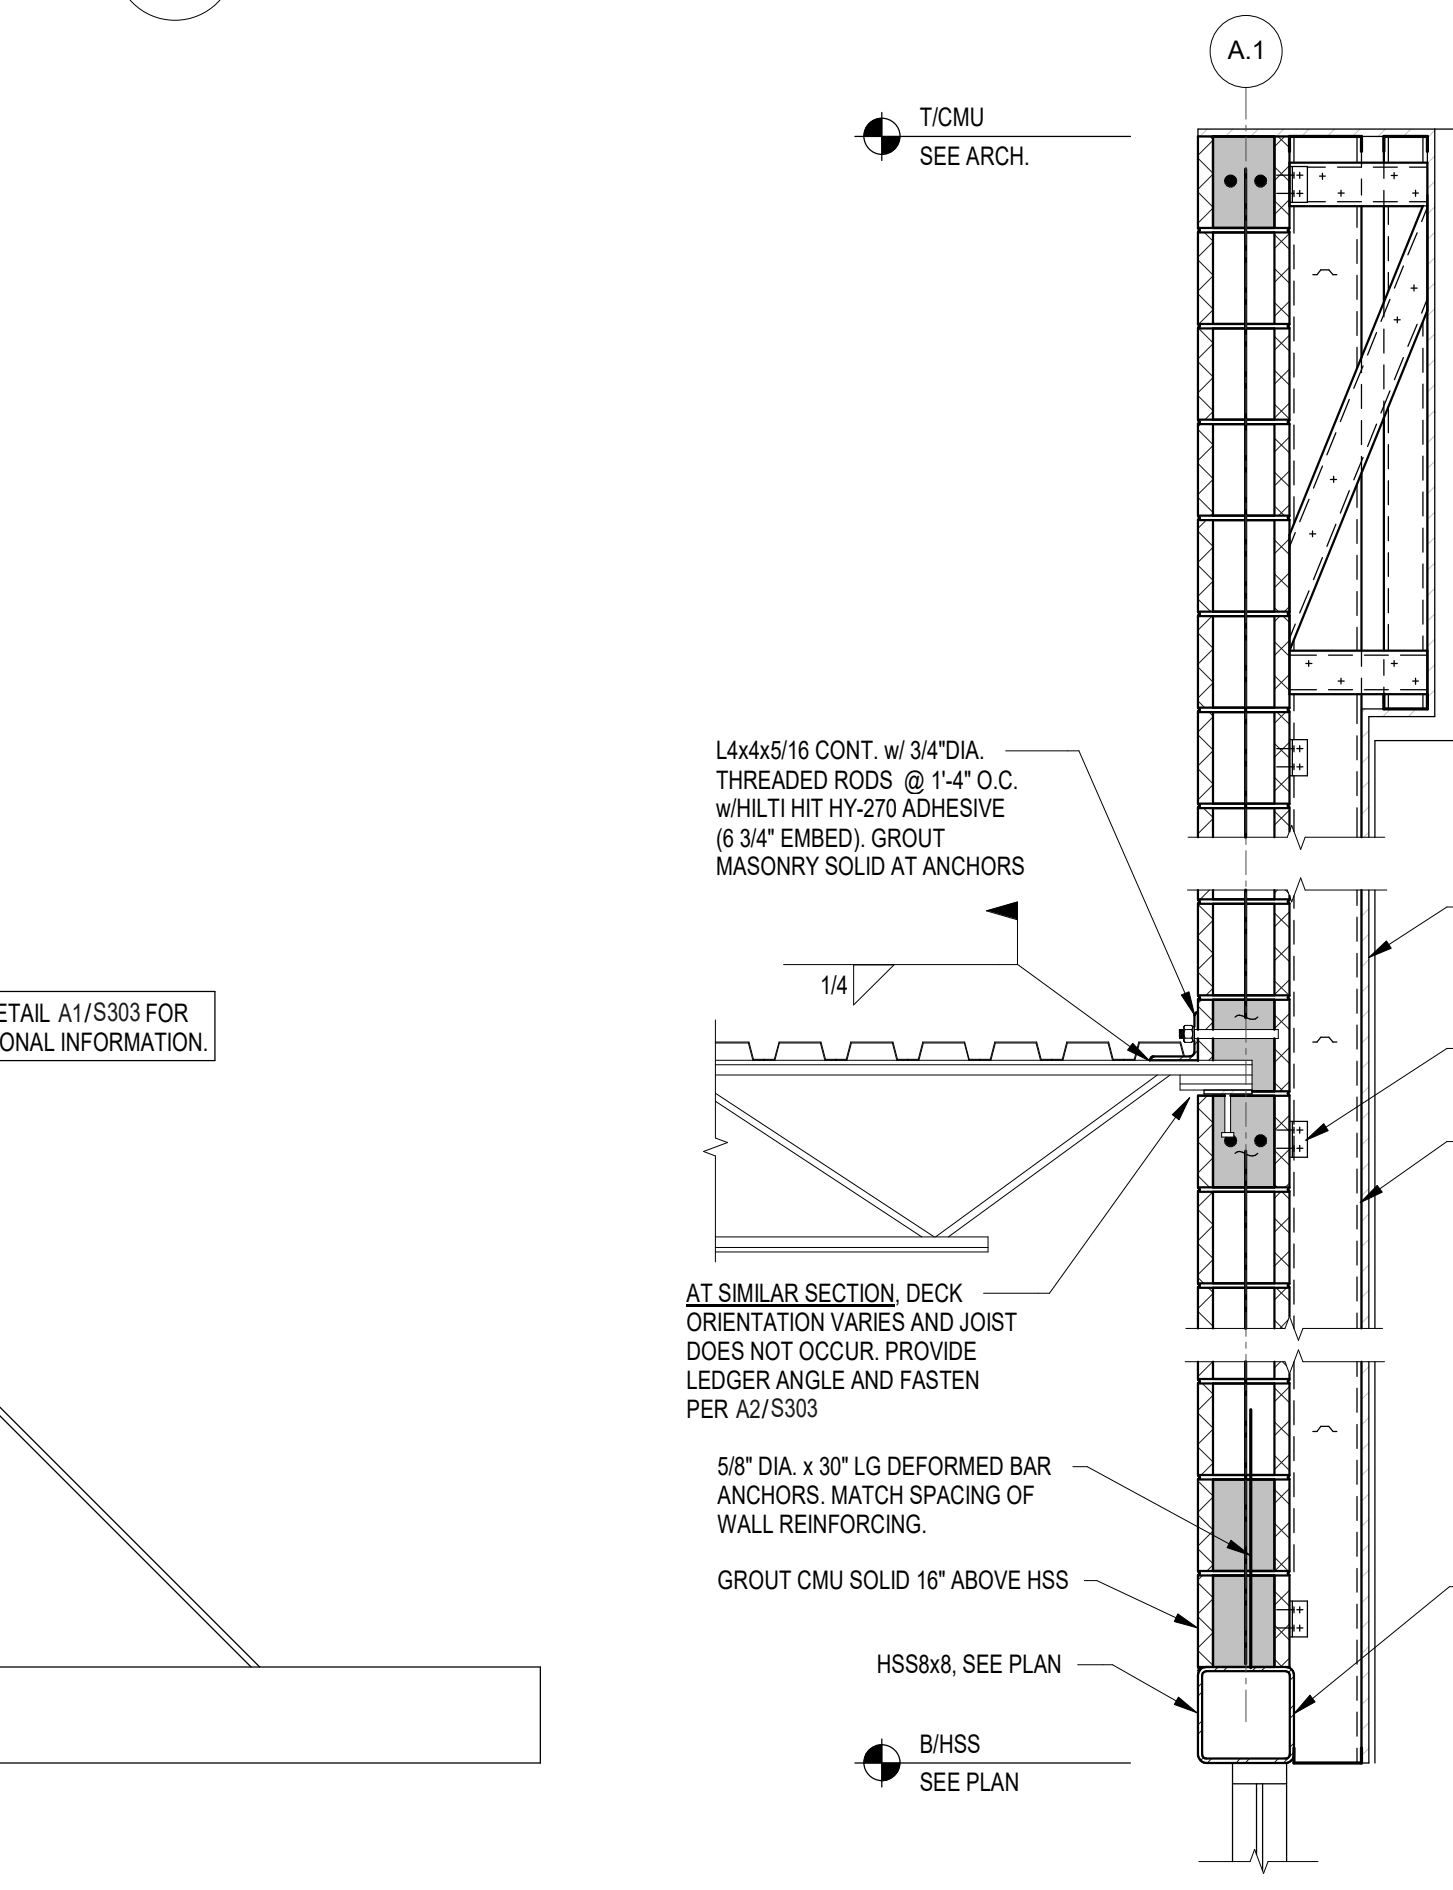 A.1
T/CMU
SEE ARCH.
L4x4x5/16 CONT. w/ 3/4"DIA.
THREADED RODS @ 1'-4" O.C.
w/HILTI HIT HY-270 ADHESIVE
(6 3/4" EMBED). GROUT
MASONRY SOLID AT ANCHORS
1/4
ETAIL A1/S303 FOR
ONAL INFORMATION.
AT SIMILAR SECTION, DECK
ORIENTATION VARIES AND JOIST
DOES NOT OCCUR. PROVIDE
LEDGER ANGLE AND FASTEN
PER A2/S303
5/8" DIA. x 30" LG DEFORMED BAR
ANCHORS. MATCH SPACING OF
WALL REINFORCING.
GROUT CMU SOLID 16" ABOVE HSS
HSS8x8, SEE PLAN
B/HSS
SEE PLAN